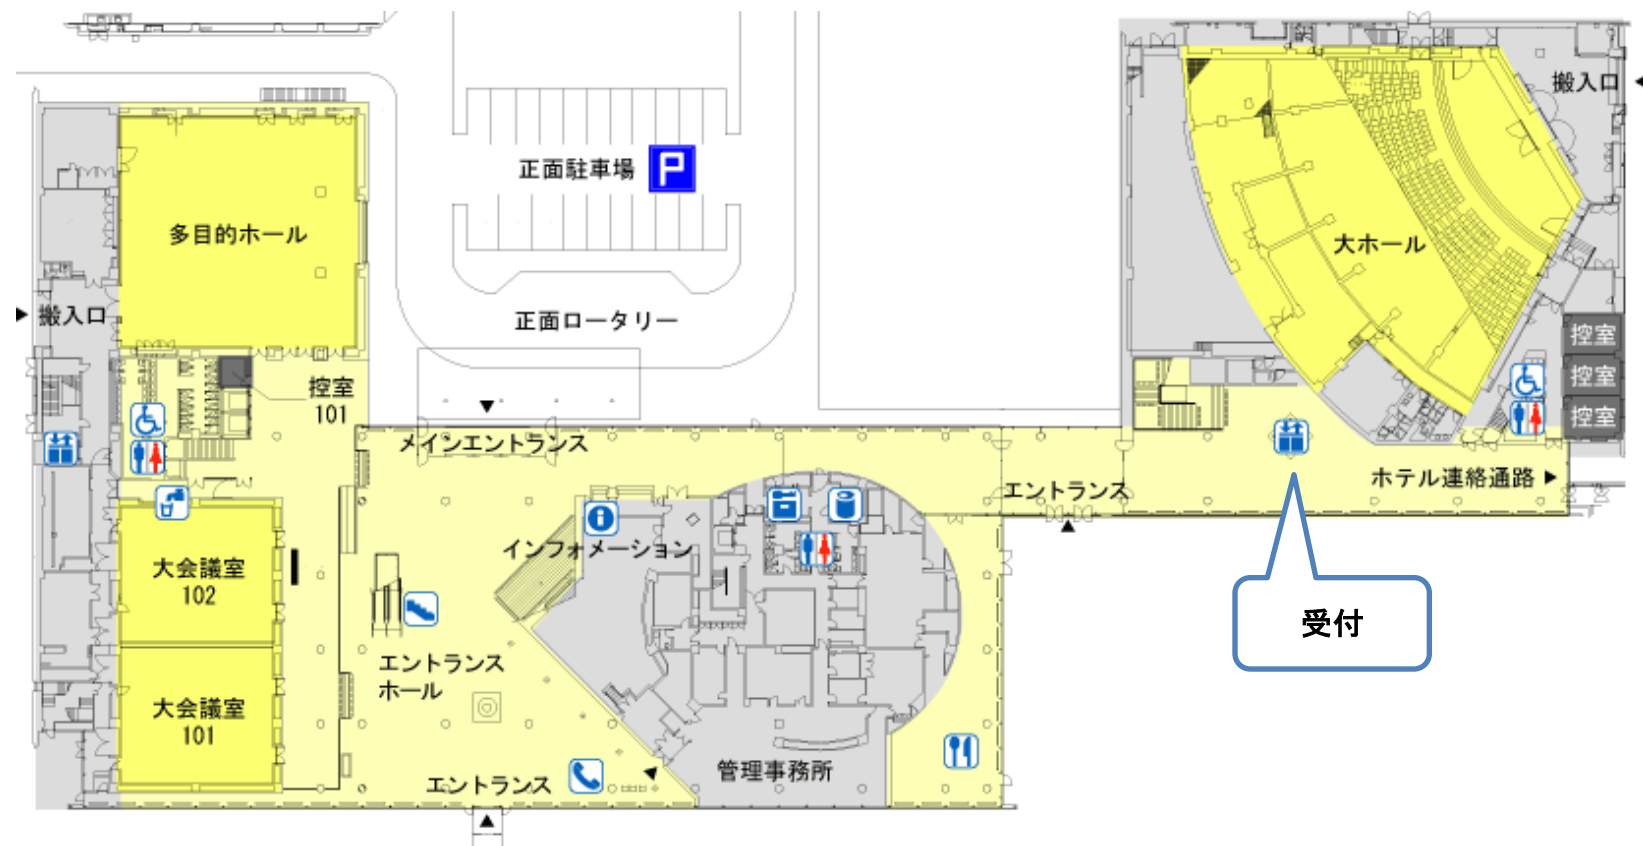 搬入口
正面駐車場
P
多目的ホール
大ホール
搬入口
正面ロータリー
控室
控室
控室
控室
101
メインエントランス
エントランス
ホテル連絡通路
i
インフォメーション
大会議室
102
受付
エントランス
ホール
大会議室
101
管理事務所
エントランス